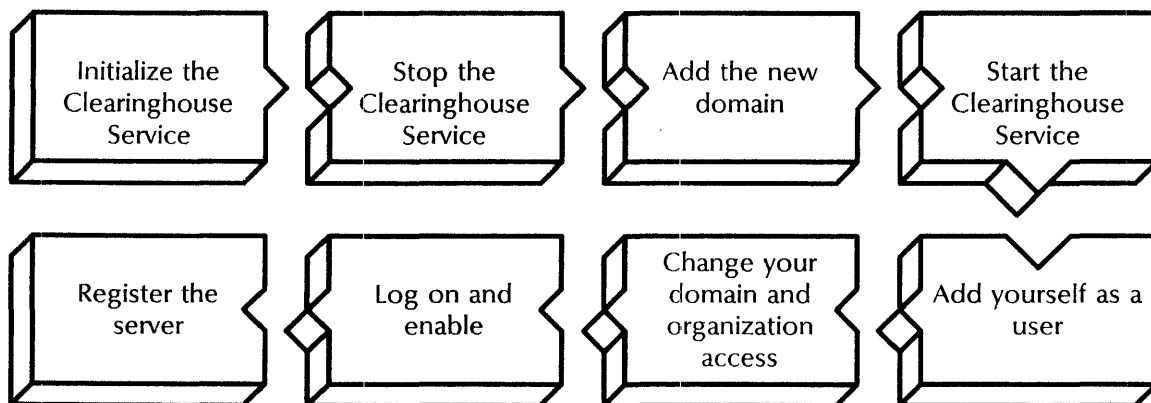 Initialize the
Clearinghouse
Service
Stop the
Clearinghouse
Service
Add the new
domain
Start the
Clearinghouse
Service
Register the
server
Log on and
enable
Change your
domain and
organization
access
Add yourself as a
user